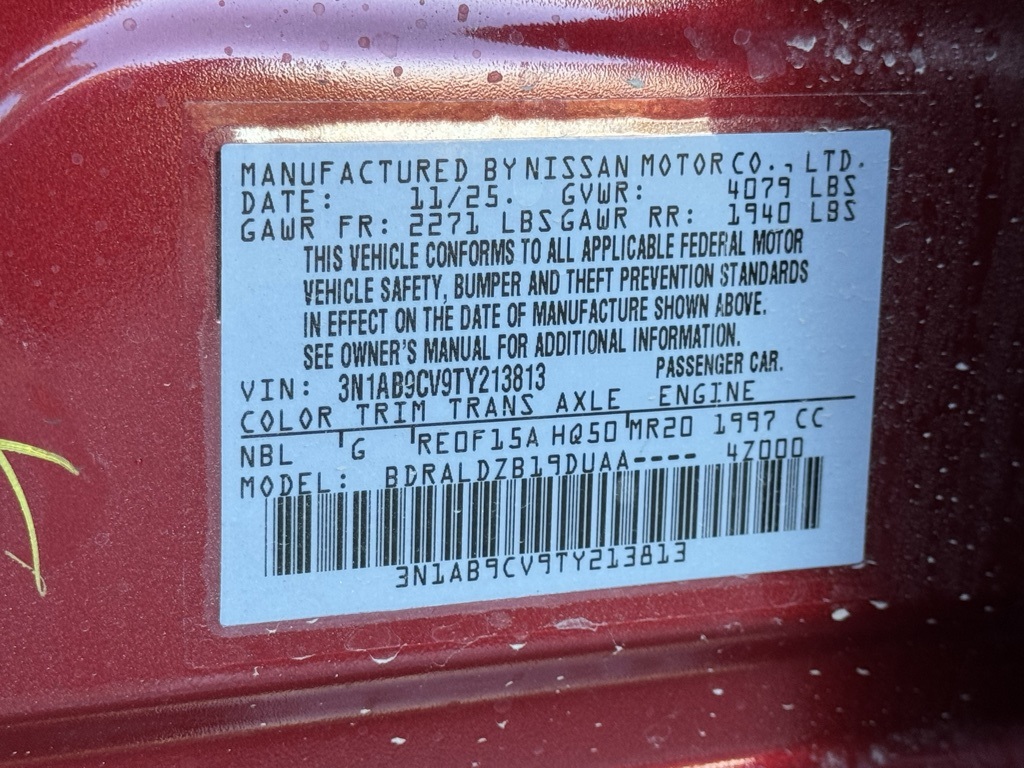 MANUFACTURED BY NISSAN MOTOR CO., LTD.
DATE: 11/25. GVWR: 4079 LBS
GAWR FR: 2271 LBS GAWR RR: 1940 LBS
THIS VEHICLE CONFORMS TO ALL APPLICABLE FEDERAL MOTOR
VEHICLE SAFETY, BUMPER AND THEFT PREVENTION STANDARDS
IN EFFECT ON THE DATE OF MANUFACTURE SHOWN ABOVE.
SEE OWNER'S MANUAL FOR ADDITIONAL INFORMATION.
VIN: 3N1AB9CV9TY213813 PASSENGER CAR.
COLOR TRIM TRANS AXLE ENGINE
NBL G RE0F15A HQ50 MR20 1997 CC
MODEL: BDRALDZB19DUAA---- 4Z000
3N1AB9CV9TY213813